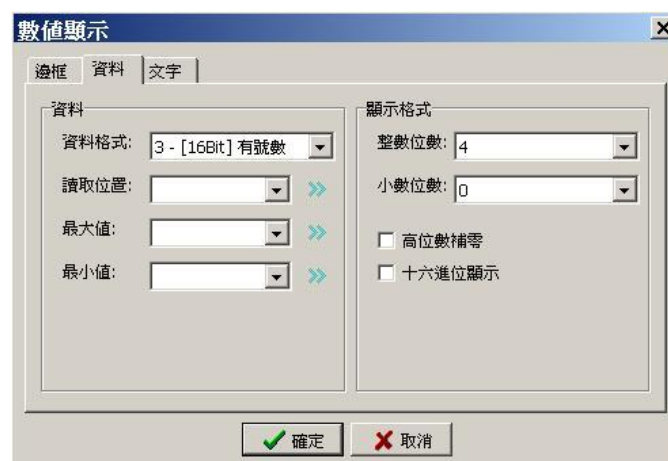 數値顯示
邊框 資料 文字
資料
資料格式: 3 - [16Bit] 有號數
讀取位置:
最大值:
最小值:
顯示格式
整數位數: 4
小數位數: 0
高位數補零
十六進位顯示
確定 取消